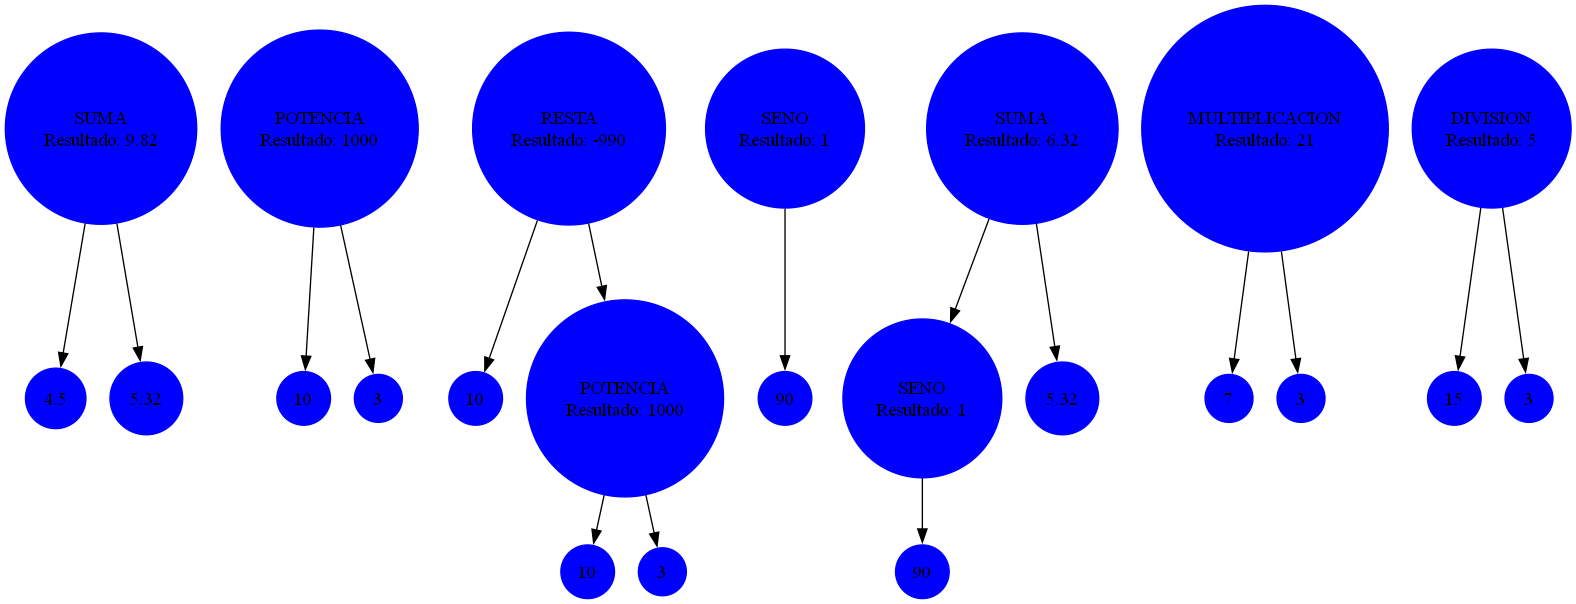 SUMA
Resultado: 9.82
POTENCIA
Resultado: 1000
RESTA
Resultado: -990
SENO
Resultado: 1
SUMA
Resultado: 6.32
MULTIPLICACION
Resultado: 21
DIVISION
Resultado: 5
4.5
5.32
10
3
10
POTENCIA
Resultado: 1000
90
SENO
Resultado: 1
5.32
7
3
15
3
10
3
90